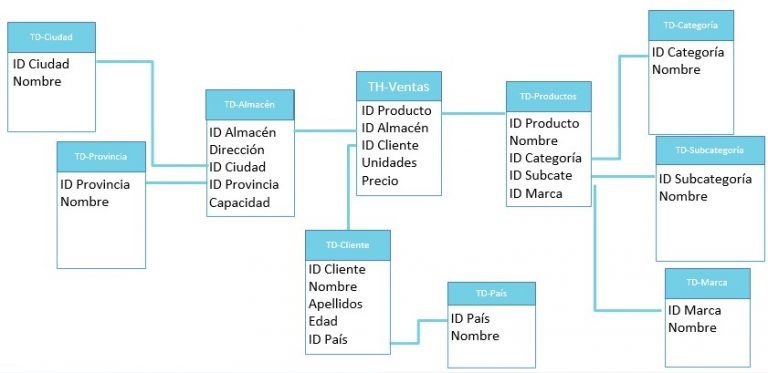 TD-Ciudad
ID Ciudad
Nombre
TD-Provincia
ID Provincia
Nombre
TD-Almacén
ID Almacén
Dirección
ID Ciudad
ID Provincia
Capacidad
TH-Ventas
ID Producto
ID Almacén
ID Cliente
Unidades
Precio
TD-Cliente
ID Cliente
Nombre
Apellidos
Edad
ID País
TD-País
ID País
Nombre
TD-Productos
ID Producto
Nombre
ID Categoría
ID Subcate
ID Marca
TD-Categoría
ID Categoría
Nombre
TD-Subcategoría
ID Subcategoría
Nombre
TD-Marca
ID Marca
Nombre